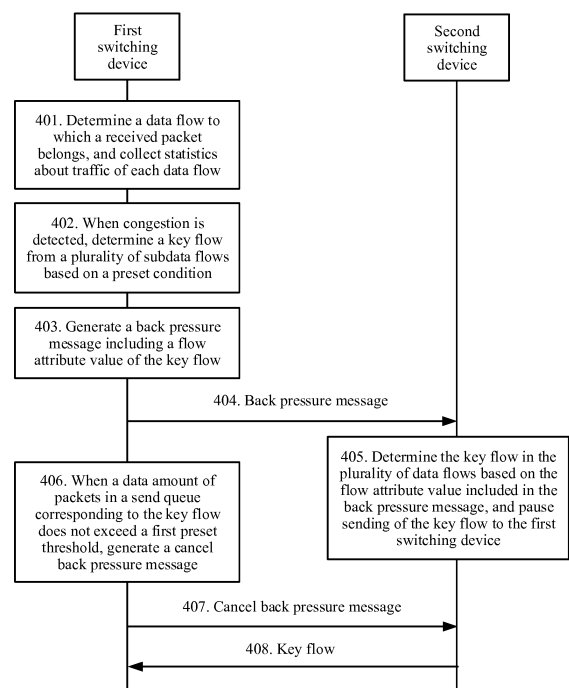 First
switching
device
Second
switching
device
401. Determine a data flow to
which a received packet
belongs, and collect statistics
about traffic of each data flow
402. When congestion is
detected, determine a key flow
from a plurality of subdata flows
based on a preset condition
403. Generate a back pressure
message including a flow
attribute value of the key flow
404. Back pressure message
405. Determine the key flow in the
plurality of data flows based on the
flow attribute value included in the
back pressure message, and pause
sending of the key flow to the first
switching device
406. When a data amount of
packets in a send queue
corresponding to the key flow
does not exceed a first preset
threshold, generate a cancel
back pressure message
407. Cancel back pressure message
408. Key flow